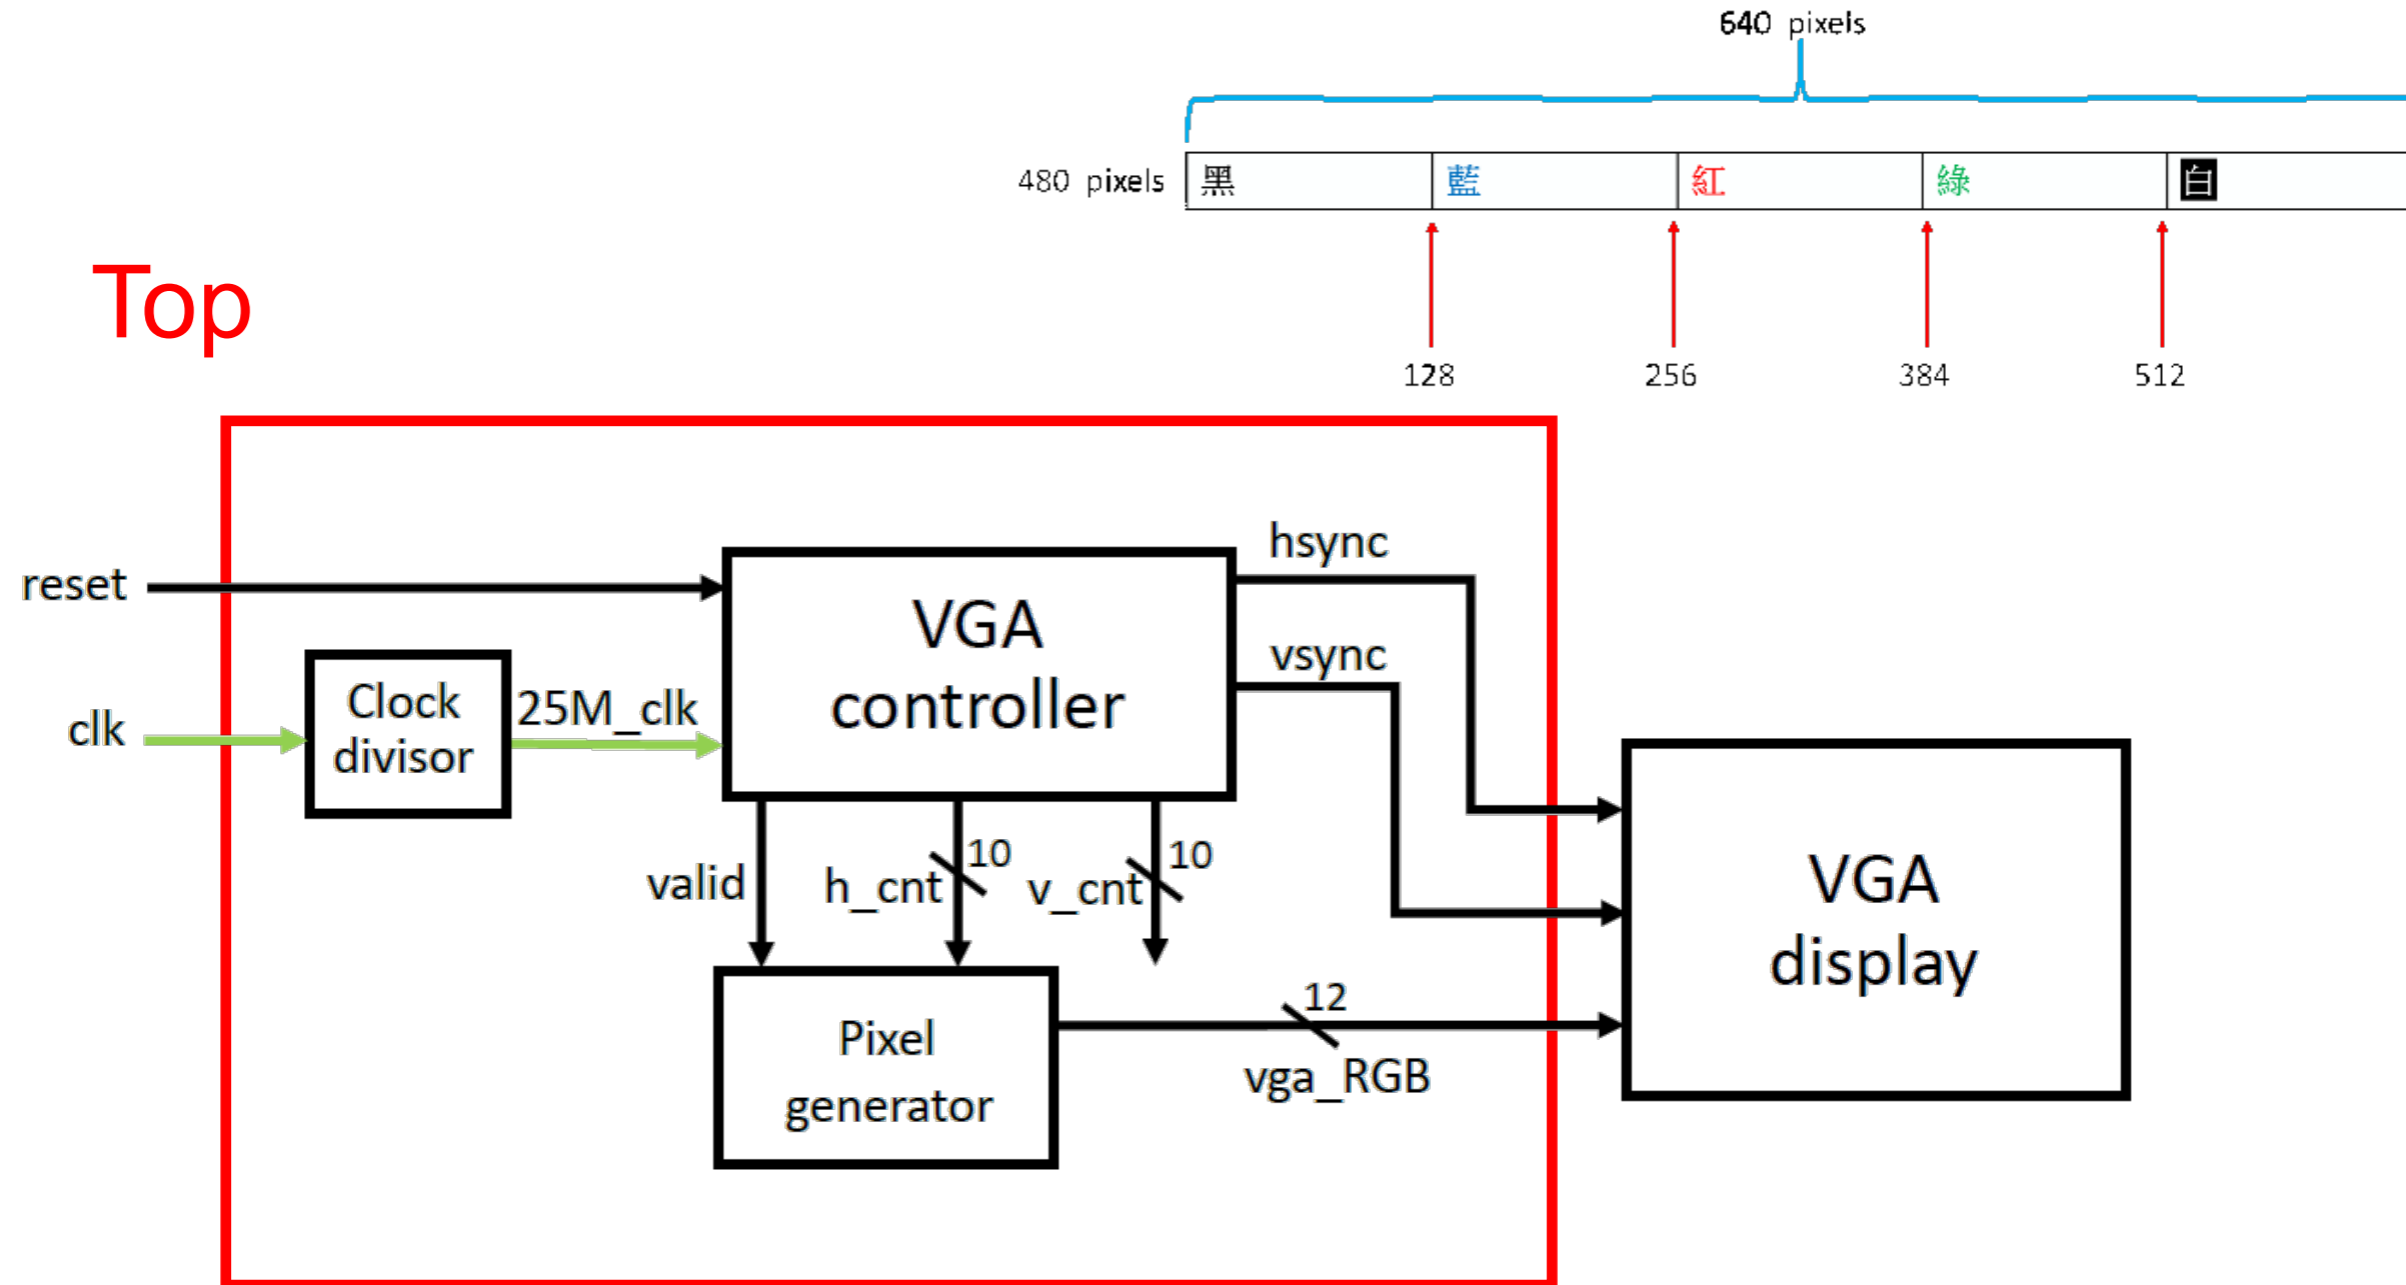 640 pixels
480 pixels
黑
藍
紅
綠
白
128
256
384
512
Top
reset
clk
Clock
divisor
25M_clk
VGA
controller
hsync
vsync
valid
h_cnt
10
v_cnt
10
Pixel
generator
12
vga_RGB
VGA
display